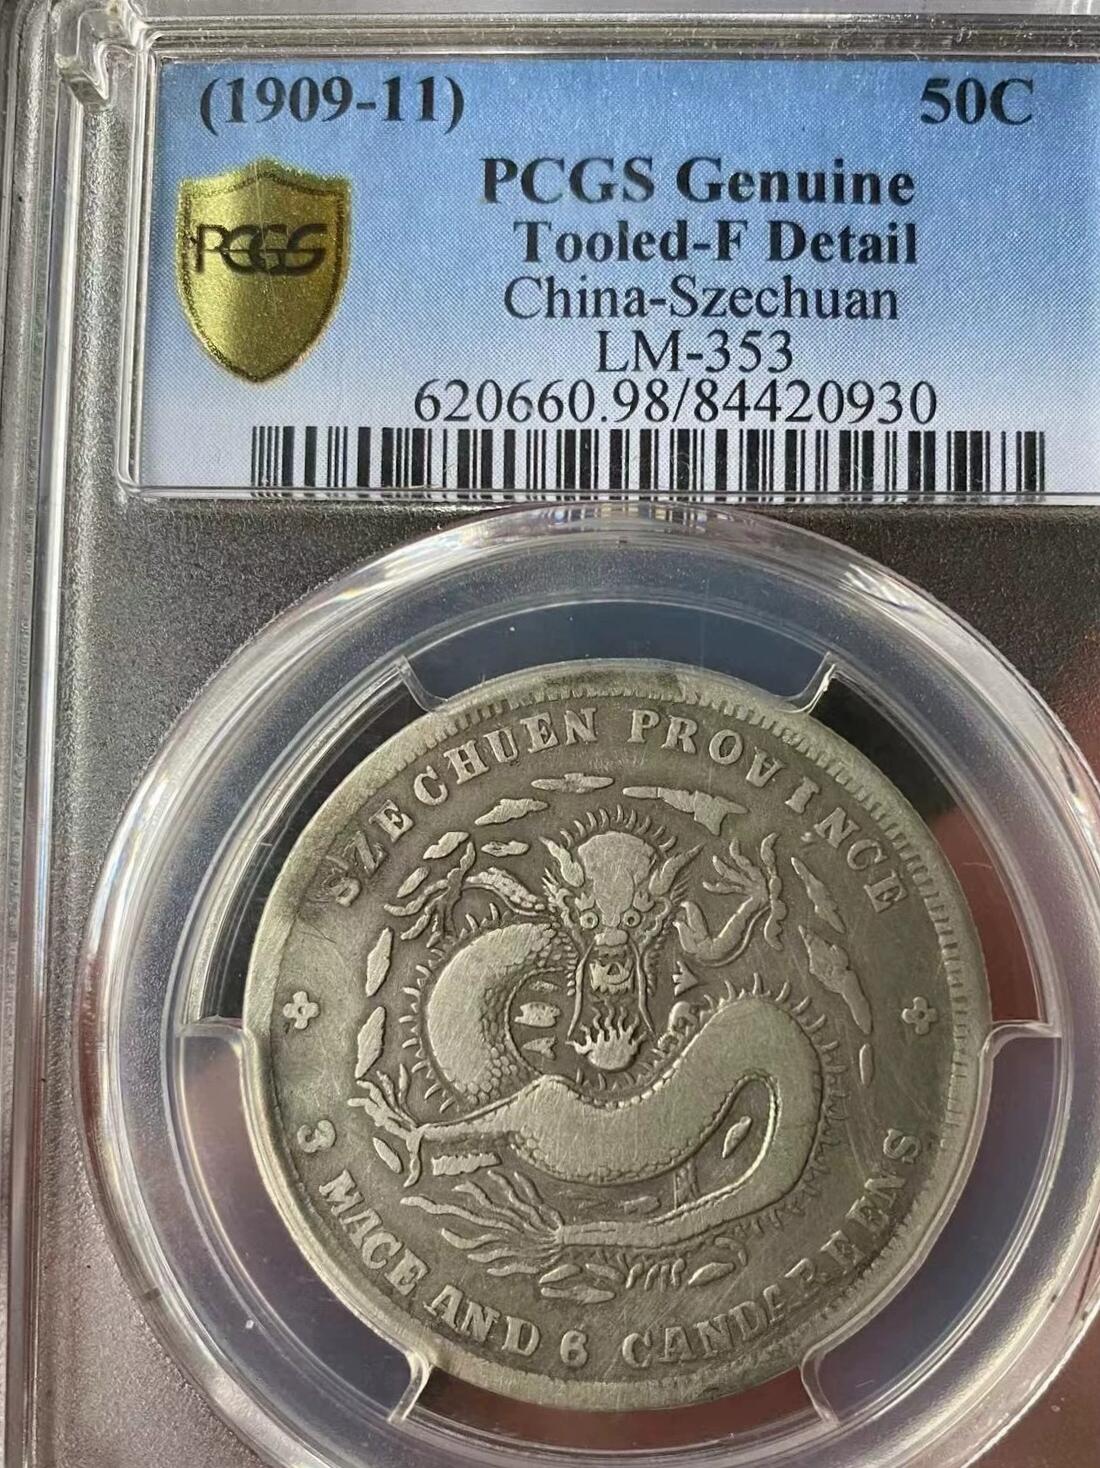 (1909-11) 50C
PCGS Genuine
PCGS
Tooled-F Detail
China-Szechuan
LM-353
620660.98/84420930
SZECHUEN PROVINCE
3 MACE AND 6 CANDAREENS